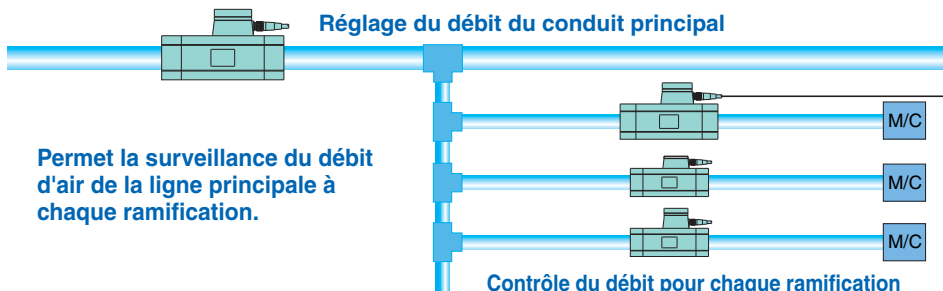 Réglage du débit du conduit principal
M/C
Permet la surveillance du débit
d'air de la ligne principale à
chaque ramification.
M/C
M/C
Contrôle du débit pour chaque ramification